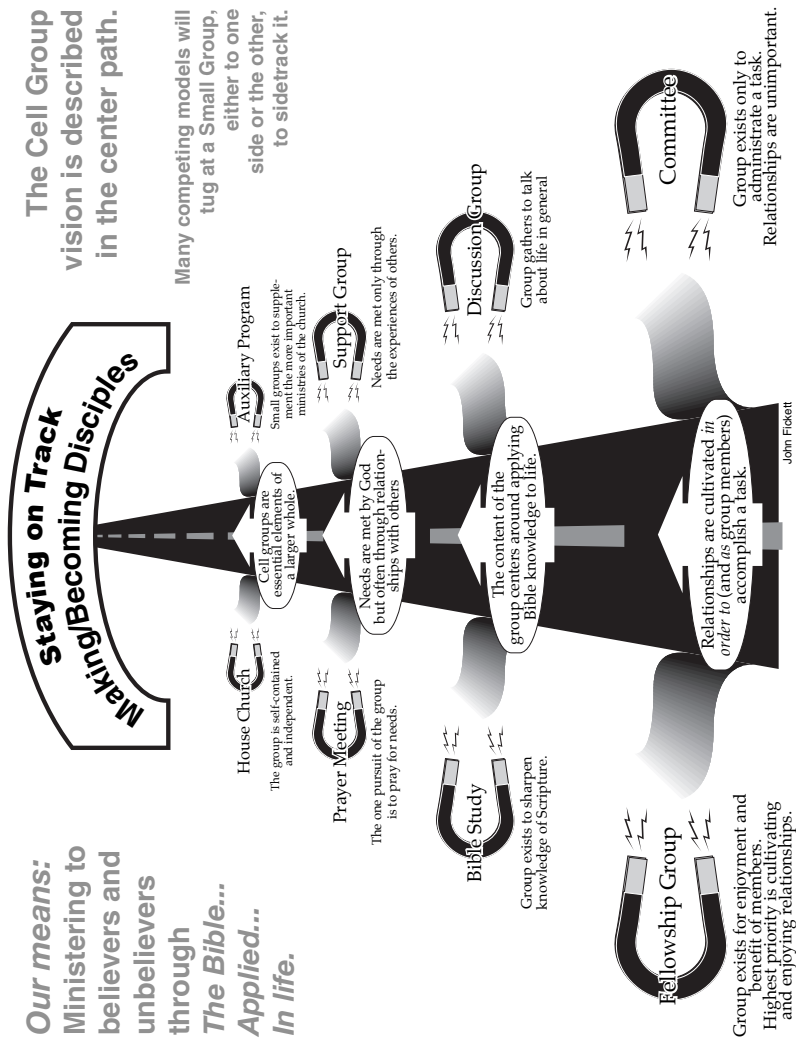 Our means:
Ministering to
believers and
unbelievers
through
The Bible...
Applied...
In life.
Staying on Track
Making/Becoming Disciples
The Cell Group
vision is described
in the center path.
Many competing models will
tug at a Small Group,
either to one
side or the other,
to sidetrack it.
House Church
The group is self-contained
and independent.
Cell groups are
essential elements of
a larger whole.
Auxiliary Program
Small groups exist to supple-
ment the more important
ministries of the church.
Prayer Meeting
The one pursuit of the group
is to pray for needs.
Needs are met by God
but often through relation-
ships with others
Support Group
Needs are met only through
the experiences of others.
Bible Study
Group exists to sharpen
knowledge of Scripture.
The content of the
group centers around applying
Bible knowledge to life.
Discussion Group
Group gathers to talk
about life in general
Fellowship Group
Group exists for enjoyment and
benefit of members.
Highest priority is cultivating
and enjoying relationships.
Relationships are cultivated in
order to (and as group members)
accomplish a task.
Committee
Group exists only to
administrate a task.
Relationships are unimportant.
John Fickett